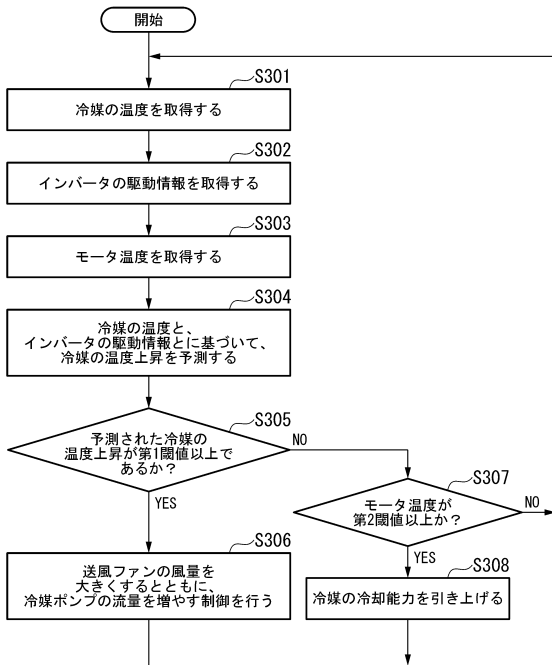 開始
S301
冷媒の温度を取得する
S302
インバータの駆動情報を取得する
S303
モータ温度を取得する
S304
冷媒の温度と、
インバータの駆動情報とに基づいて、
冷媒の温度上昇を予測する
S305
予測された冷媒の
温度上昇が第1閾値以上で
あるか？
NO
YES
S307
モータ温度が
第2閾値以上か？
NO
YES
S306
送風ファンの風量を
大きくするとともに、
冷媒ポンプの流量を増やす制御を行う
S308
冷媒の冷却能力を引き上げる